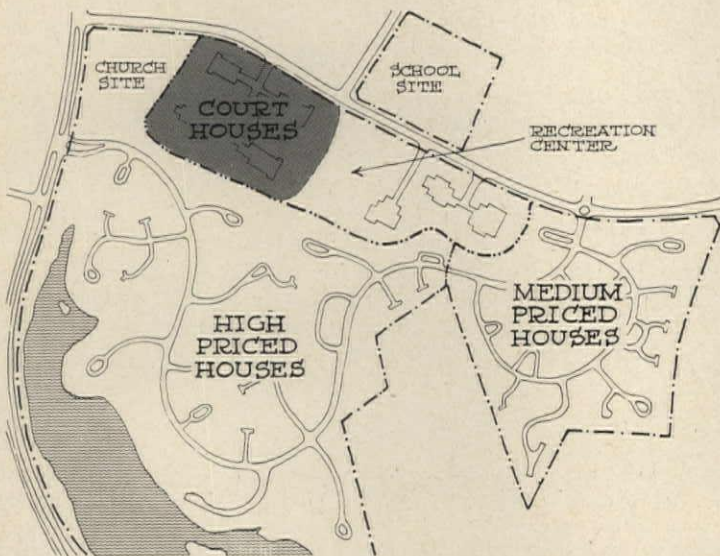 CHURCH
SITE
COURT
HOUSES
SCHOOL
SITE
RECREATION
CENTER
HIGH
PRICED
HOUSES
MEDIUM
PRICED
HOUSES